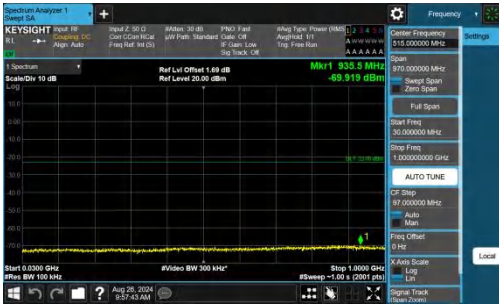 Spectrum Analyzer 1
Swept SA
+
Frequency
KEYSIGHT
Input: RF
Input Z: 50 Ω
#Atten: 30 dB
PNO: Fast
#Avg Type: Power (RMS)
1 2 3 4 5 6
RL
Coupling: DC
Corr CCorr RCal
µW Path: Standard
Gate: Off
Avg|Hold: 1/1
A W W W W W
Align: Auto
Freq Ref: Int (S)
IF Gain: Low
Trig: Free Run
Sig Track: Off
A A A A A A
1 Spectrum
Ref Lvl Offset 1.69 dB
Mkr1 935.5 MHz
Scale/Div 10 dB
Ref Level 20.00 dBm
-69.919 dBm
Log
10.0
0.00
-10.0
-20.0
-30.0
-40.0
-50.0
-60.0
-70.0
1
Start 0.0300 GHz
#Video BW 300 kHz*
Stop 1.0000 GHz
#Res BW 100 kHz
#Sweep ~1.00 s (2001 pts)
?
Aug 26, 2024
9:57:43 AM
Center Frequency
515.000000 MHz
Settings
Span
970.000000 MHz
Swept Span
Zero Span
Full Span
Start Freq
30.000000 MHz
Stop Freq
1.000000000 GHz
AUTO TUNE
CF Step
97.000000 MHz
Auto
Man
Freq Offset
0 Hz
X Axis Scale
Log
Lin
Local
Signal Track
(Span Zoom)